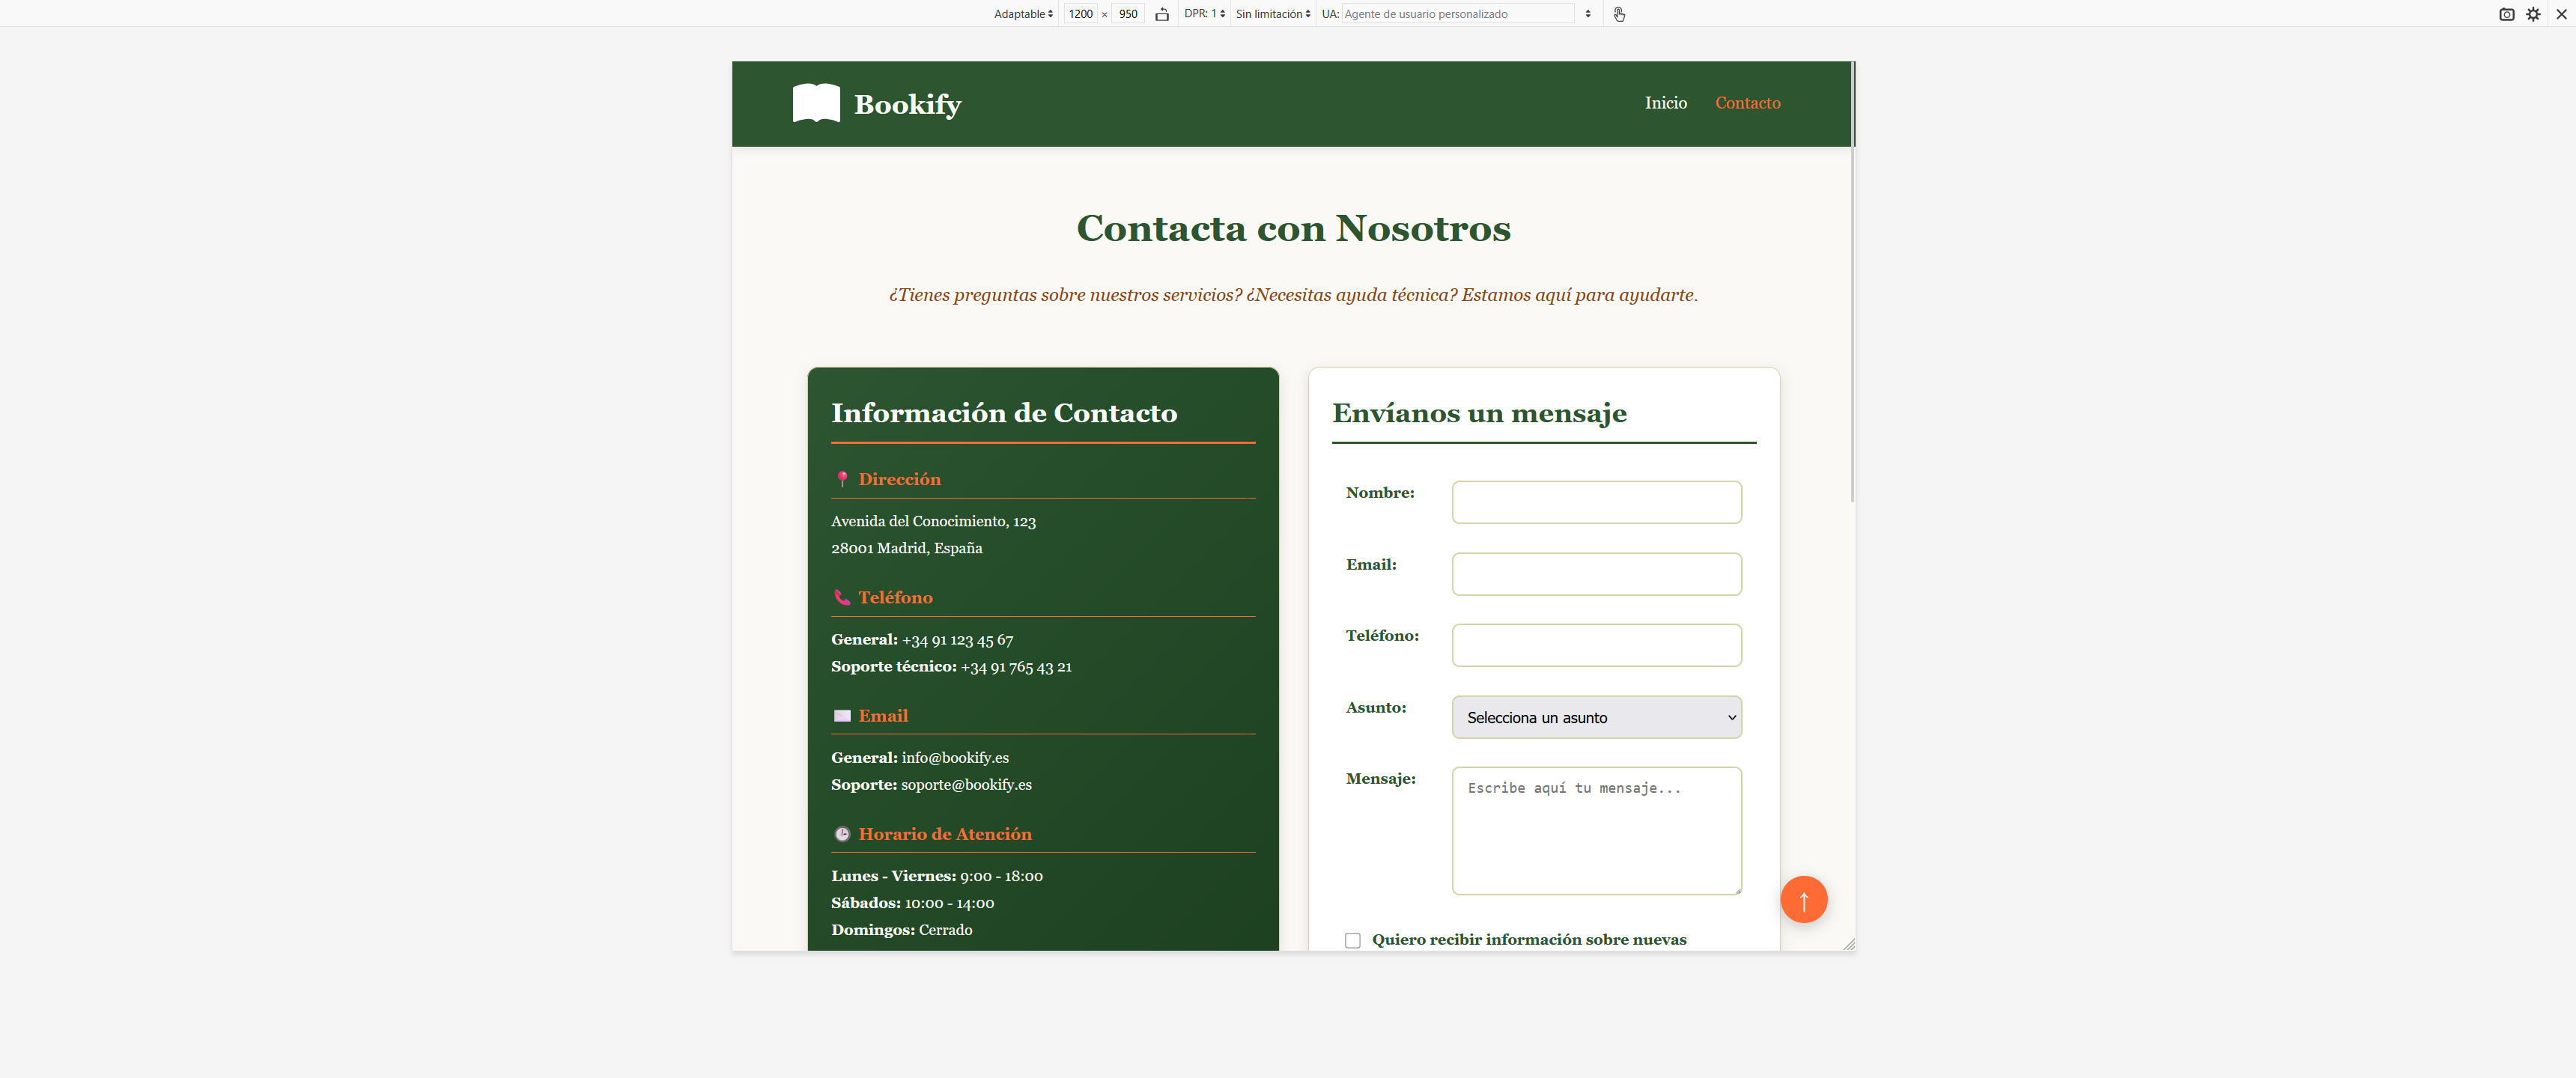 Adaptable 1200 × 950 DPR: 1 Sin limitación UA: Agente de usuario personalizado
Bookify
Inicio Contacto
Contacta con Nosotros
¿Tienes preguntas sobre nuestros servicios? ¿Necesitas ayuda técnica? Estamos aquí para ayudarte.
Información de Contacto
Dirección
Avenida del Conocimiento, 123
28001 Madrid, España
Teléfono
General: +34 91 123 45 67
Soporte técnico: +34 91 765 43 21
Email
General: info@bookify.es
Soporte: soporte@bookify.es
Horario de Atención
Lunes - Viernes: 9:00 - 18:00
Sábados: 10:00 - 14:00
Domingos: Cerrado
Envíanos un mensaje
Nombre:
Email:
Teléfono:
Asunto: Selecciona un asunto
Mensaje: Escribe aquí tu mensaje...
Quiero recibir información sobre nuevas
↑